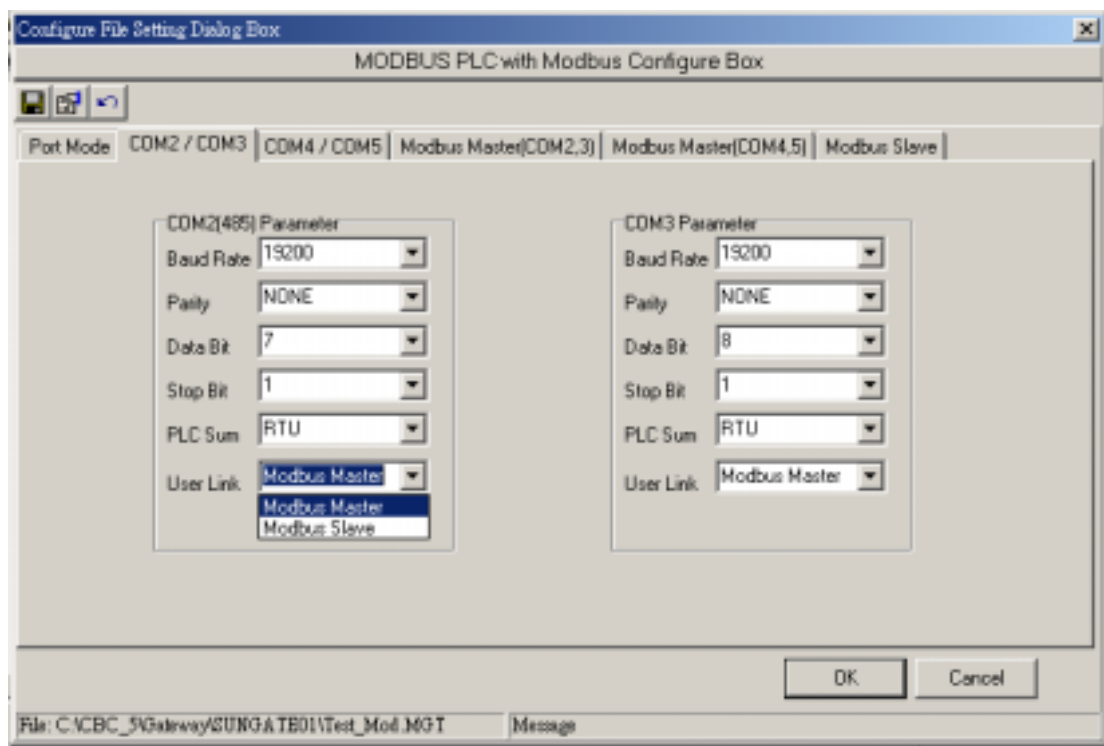 Configure File Setting Dialog Box
MODBUS PLC with Modbus Configure Box
Port Mode COM2 / COM3 COM4 / COM5 Modbus Master(COM2,3) Modbus Master(COM4,5) Modbus Slave
COM2(485) Parameter
Baud Rate 19200
Parity NONE
Data Bit 7
Stop Bit 1
PLC Sum RTU
User Link Modbus Master
Modbus Master
Modbus Slave
COM3 Parameter
Baud Rate 19200
Parity NONE
Data Bit 8
Stop Bit 1
PLC Sum RTU
User Link Modbus Master
OK Cancel
File: C:\CBC_5\Gateway\SUNGATE01\Test_Mod.MGT Message